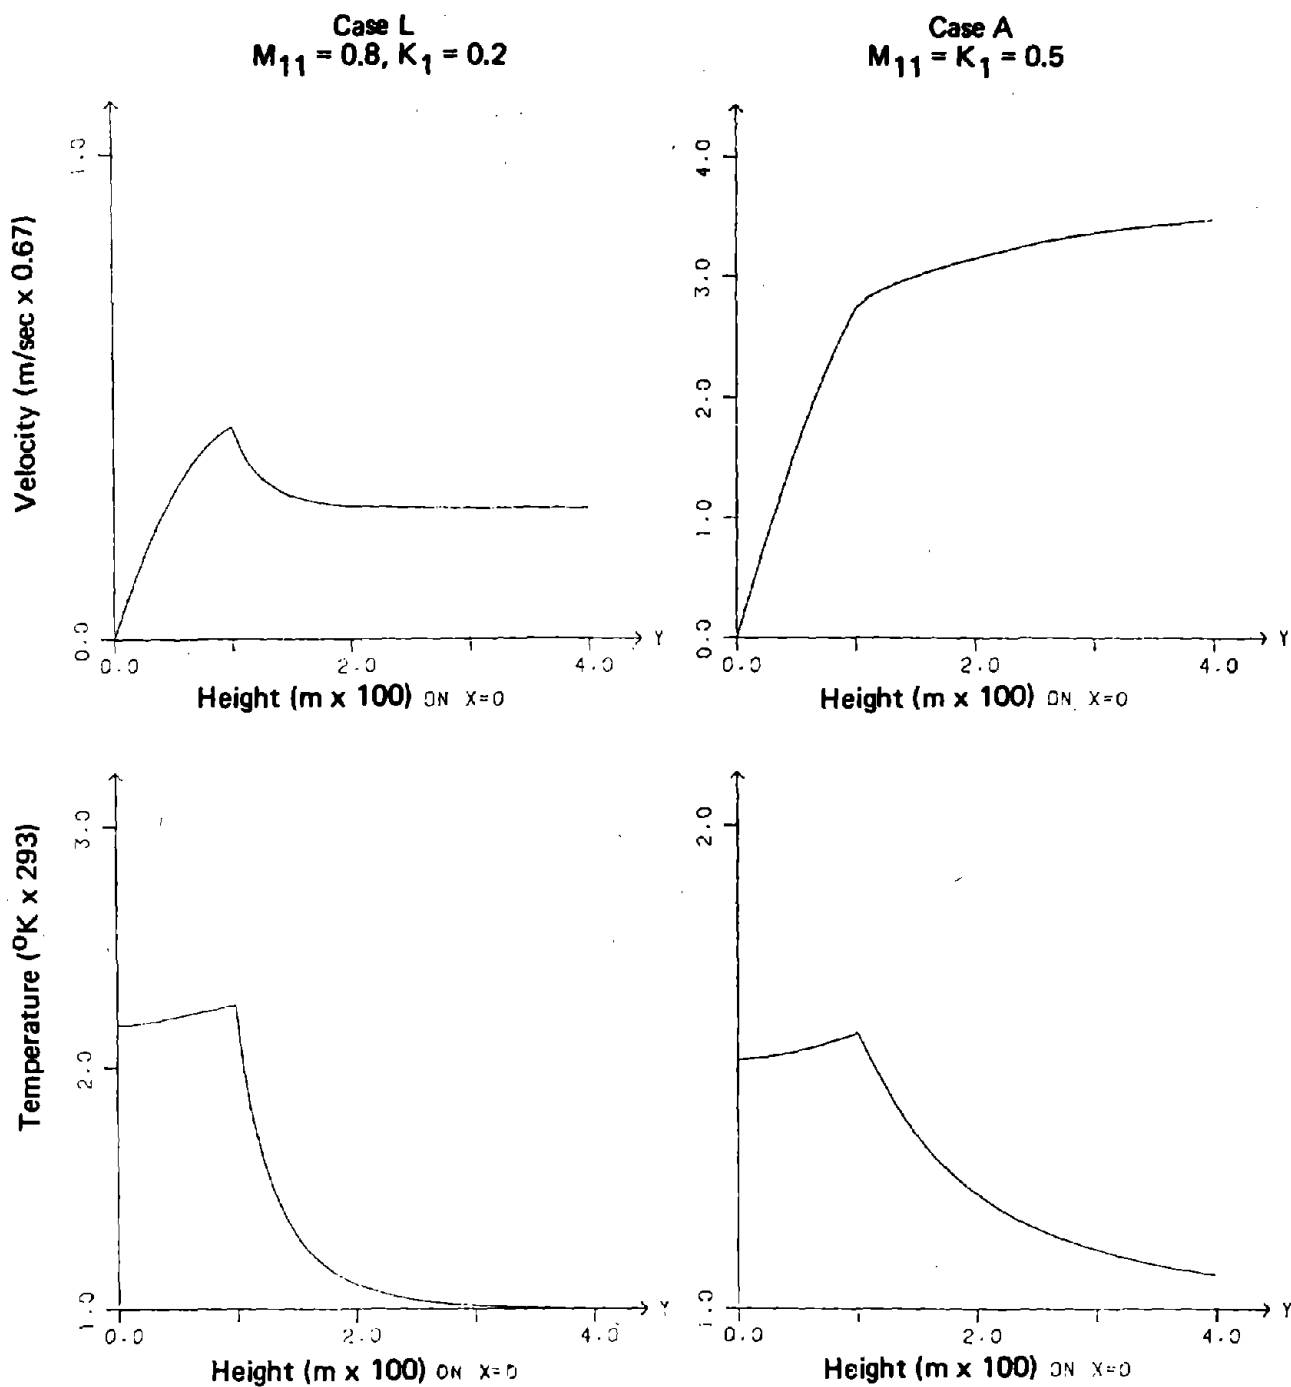 Case L
M11 = 0.8, K1 = 0.2
Case A
M11 = K1 = 0.5
Velocity (m/sec x 0.67)
1.0
0.0
0.0 2.0 4.0 Y
Height (m x 100) ON X=0
4.0
3.0
2.0
1.0
0.0
0.0 2.0 4.0 Y
Height (m x 100) ON X=0
Temperature (°K x 293)
3.0
2.0
1.0
0.0 2.0 4.0 Y
Height (m x 100) ON X=0
2.0
1.0
0.0 2.0 4.0 Y
Height (m x 100) ON X=0